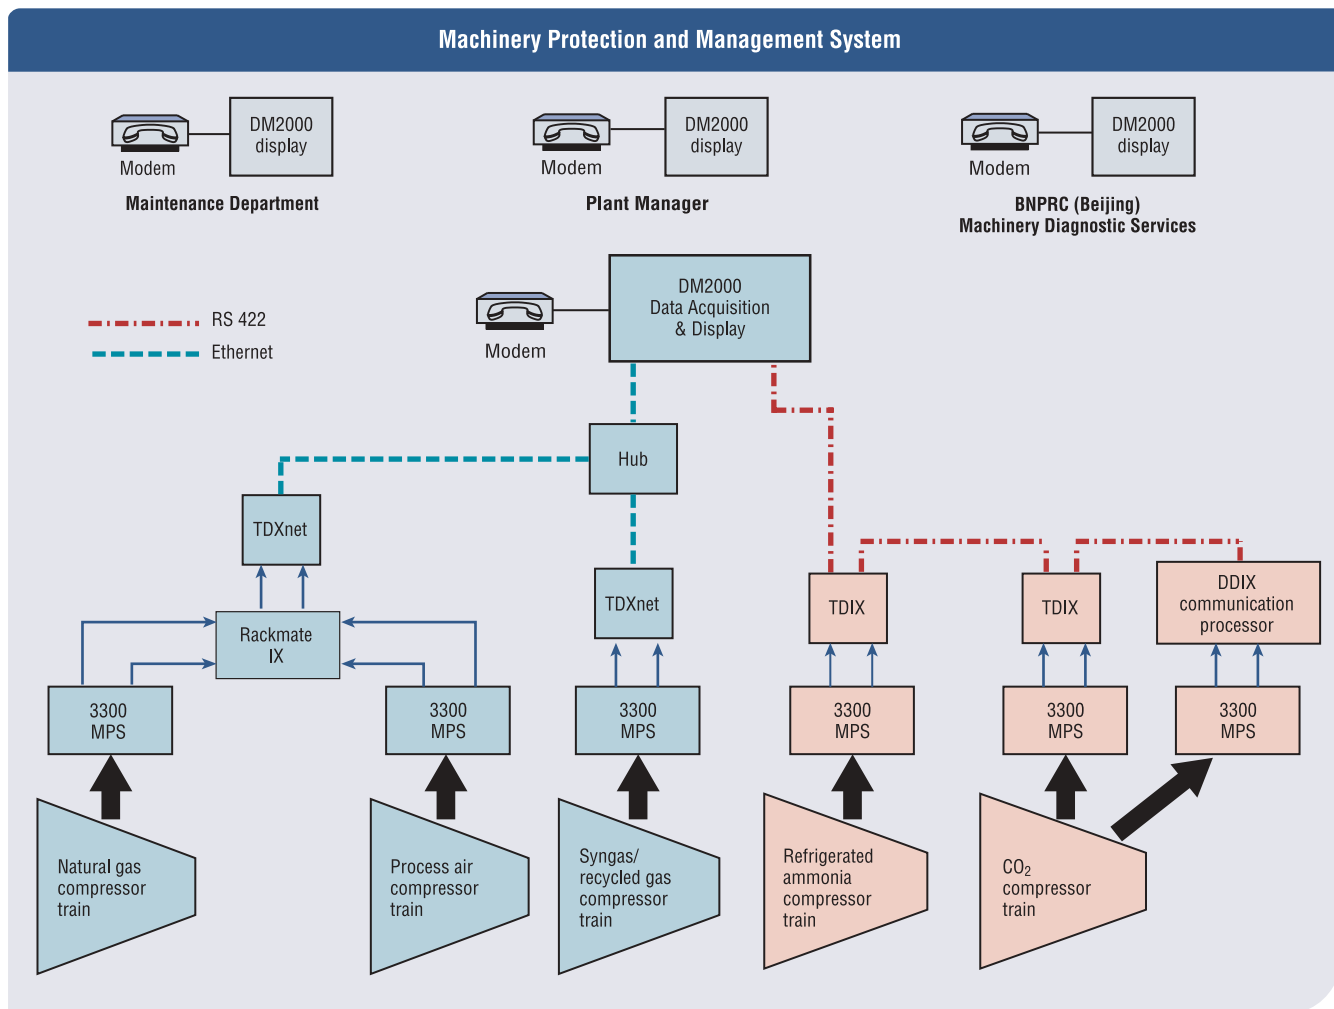 Machinery Protection and Management System
DM2000
display
Modem
Maintenance Department
DM2000
display
Modem
Plant Manager
DM2000
display
Modem
BNPRC (Beijing)
Machinery Diagnostic Services
RS 422
Ethernet
DM2000
Data Acquisition
& Display
Modem
Hub
TDXnet
TDXnet
Rackmate
IX
TDIX
TDIX
DDIX
communication
processor
3300
MPS
3300
MPS
3300
MPS
3300
MPS
3300
MPS
3300
MPS
Natural gas
compressor
train
Process air
compressor
train
Syngas/
recycled gas
compressor
train
Refrigerated
ammonia
compressor
train
CO₂
compressor
train